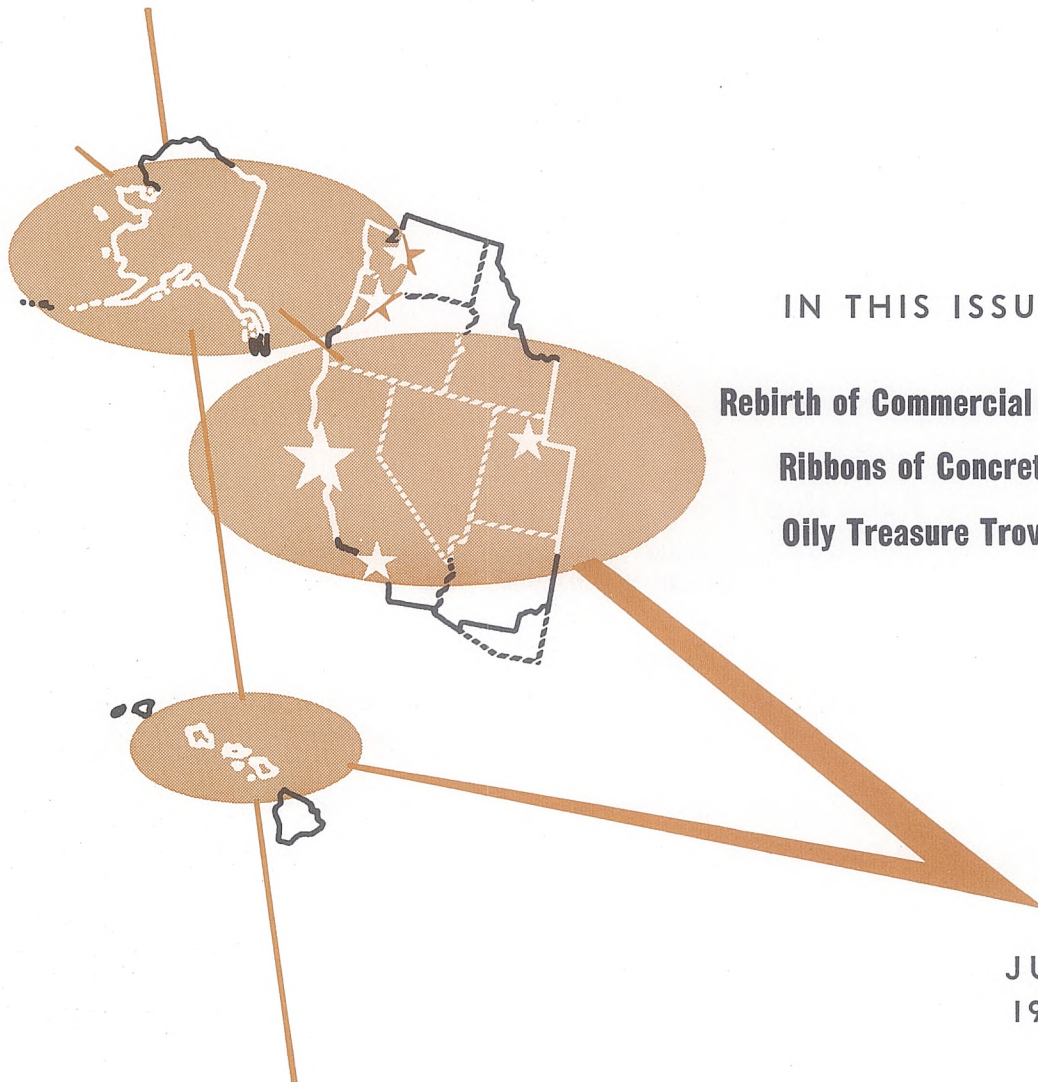 IN THIS ISSU
Rebirth of Commercial
Ribbons of Concret
Oily Treasure Trov
JU
19